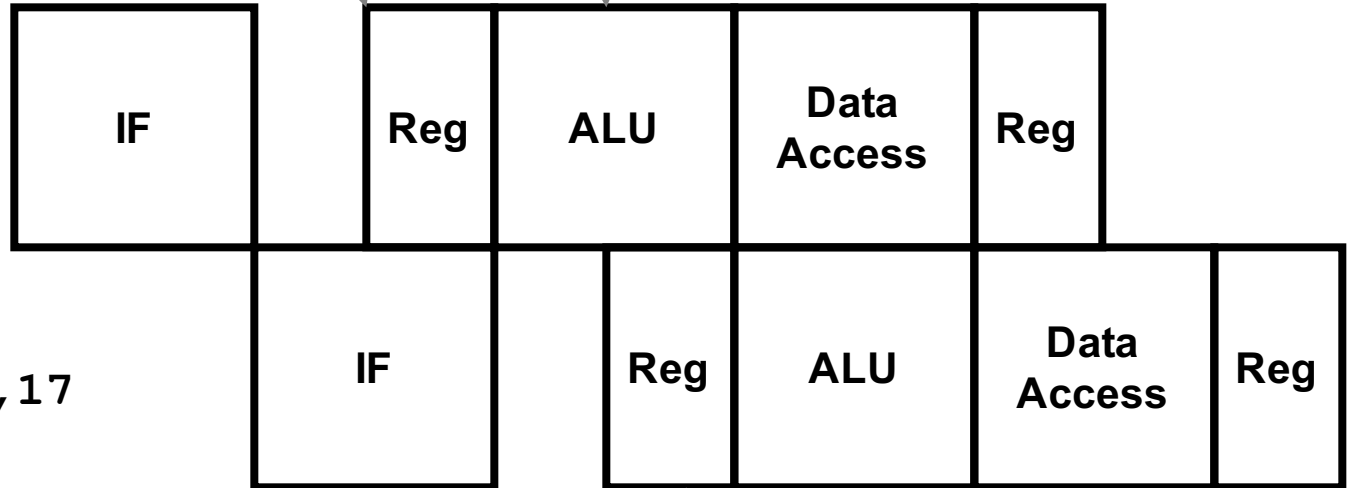 IF
Reg
ALU
Data
Access
Reg
,17
IF
Reg
ALU
Data
Access
Reg